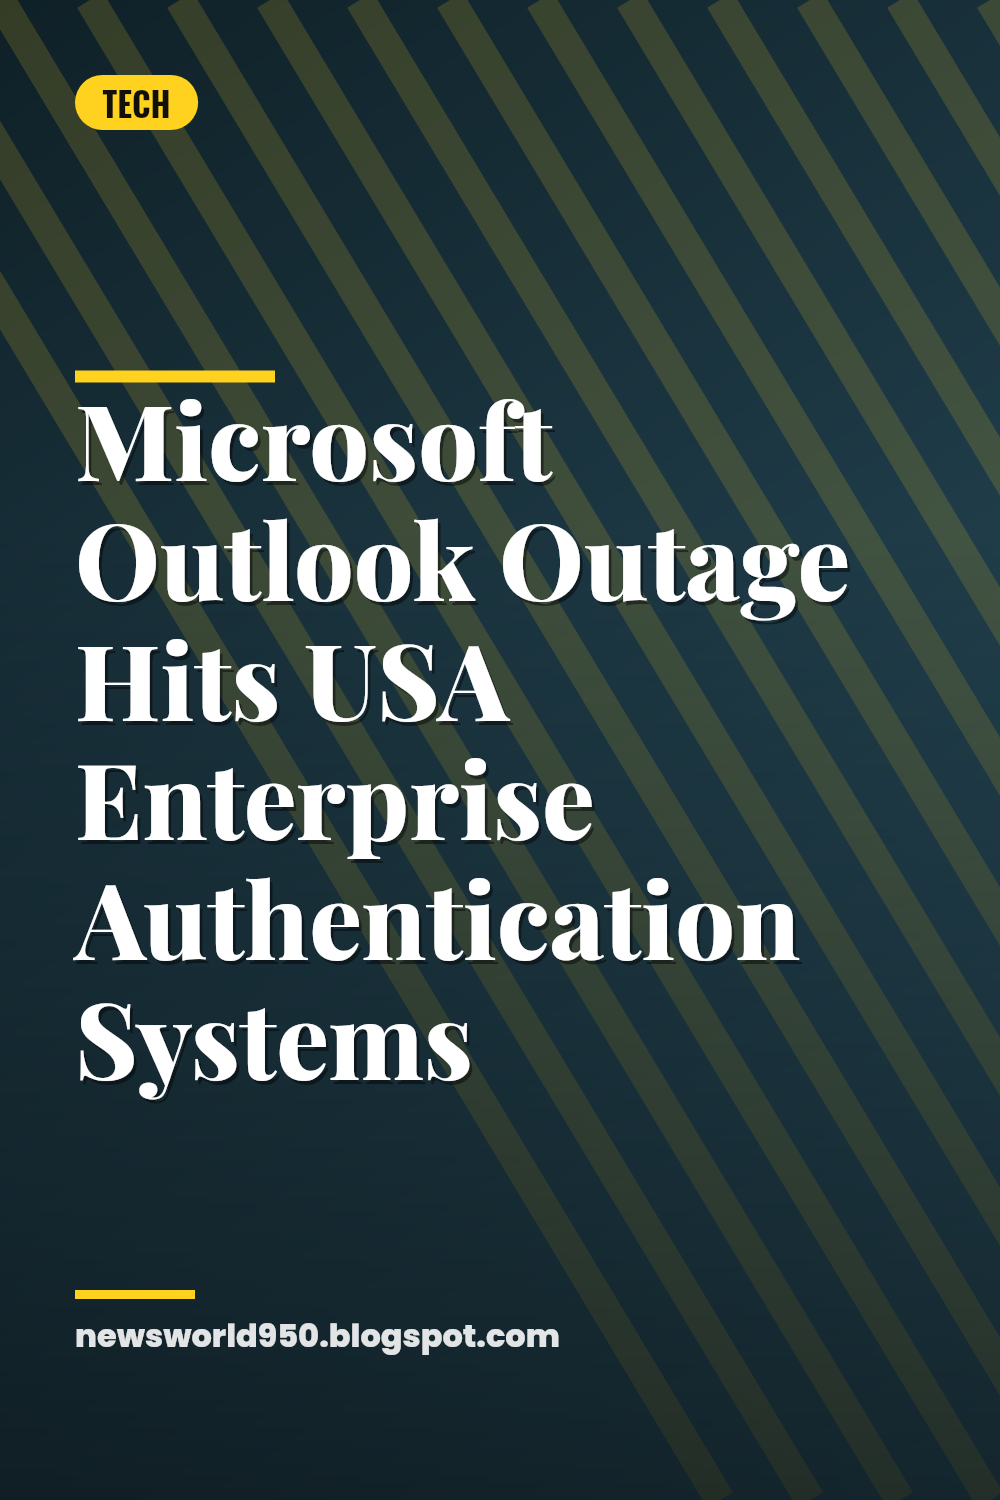 TECH
Microsoft
Outlook Outage
Hits USA
Enterprise
Authentication
Systems
newsworld950.blogspot.com